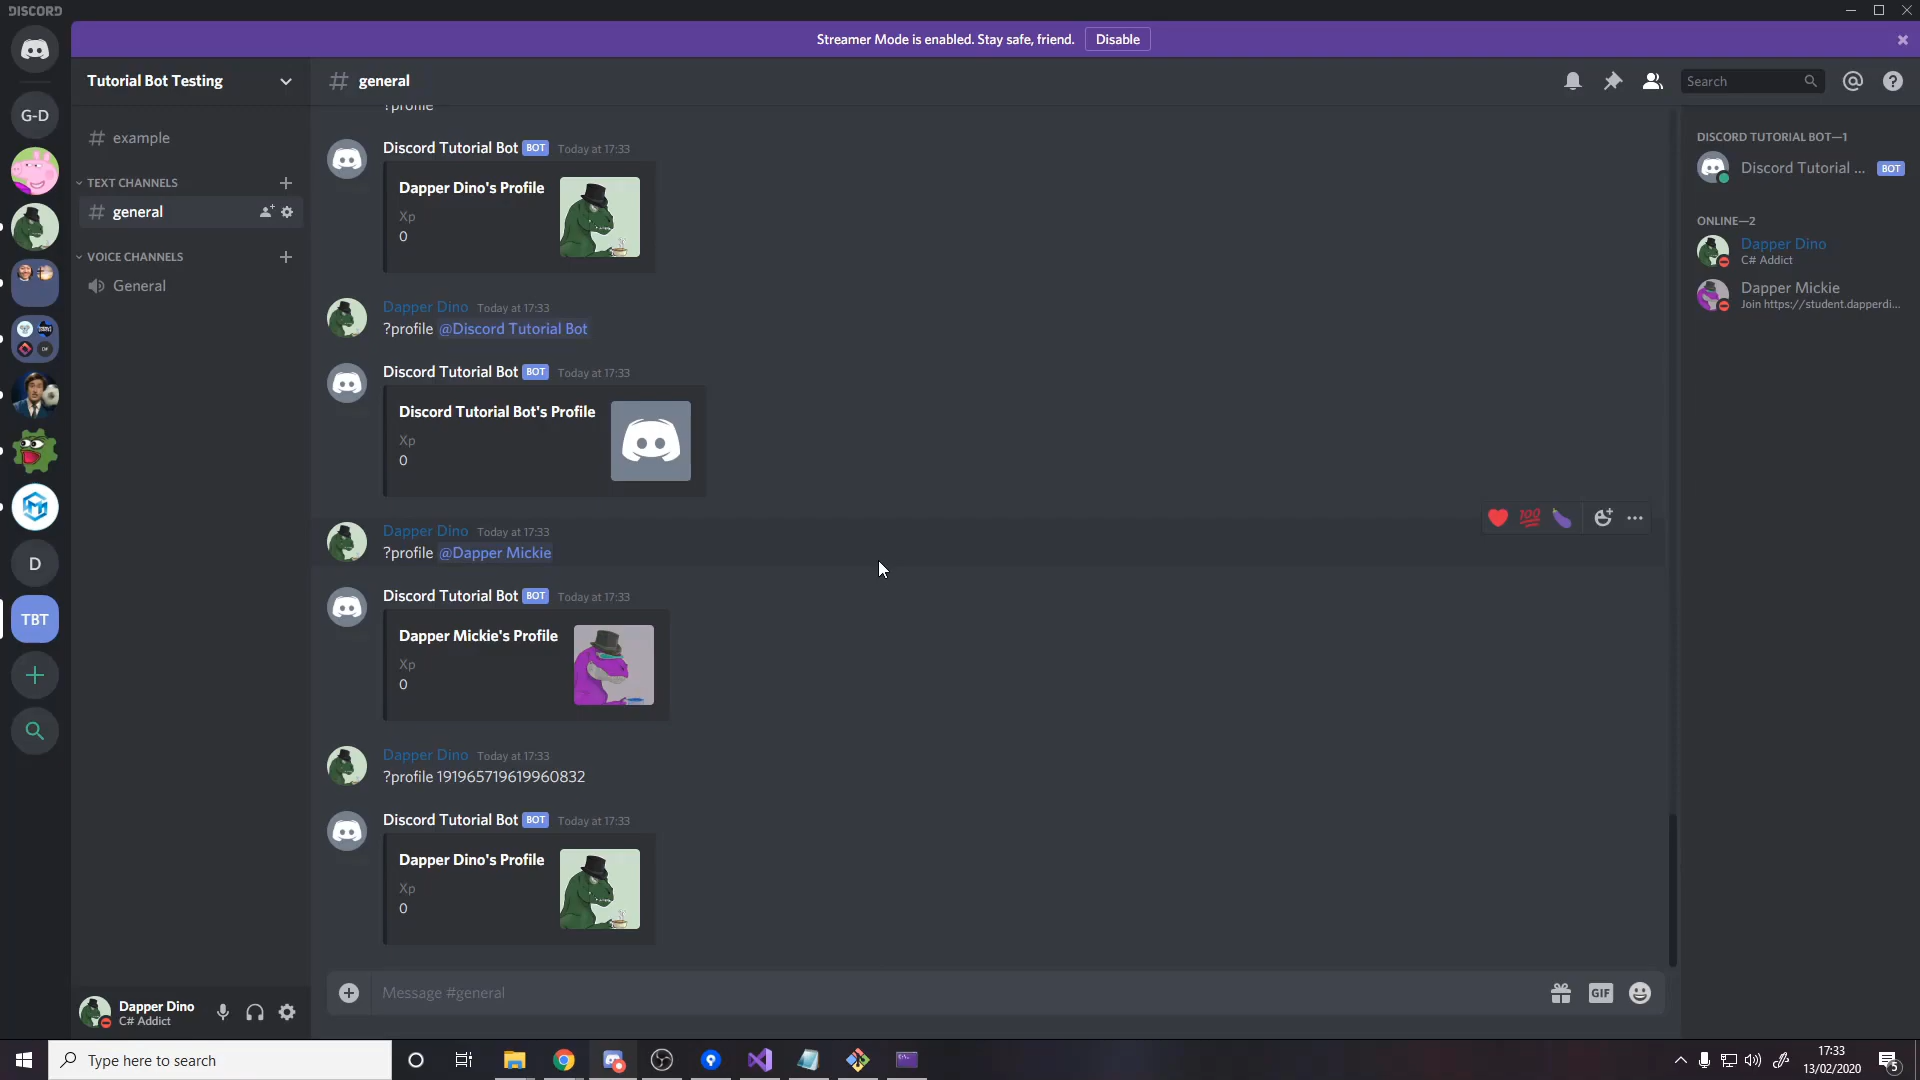 DISCORD
Streamer Mode is enabled. Stay safe, friend. Disable
Tutorial Bot Testing
# general
Search
G-D
example
TEXT CHANNELS
general
VOICE CHANNELS
General
D
TBT
?profile
Discord Tutorial Bot BOT Today at 17:33
Dapper Dino's Profile
Xp
0
Dapper Dino Today at 17:33
?profile @Discord Tutorial Bot
Discord Tutorial Bot BOT Today at 17:33
Discord Tutorial Bot's Profile
Xp
0
Dapper Dino Today at 17:33
?profile @Dapper Mickie
Discord Tutorial Bot BOT Today at 17:33
Dapper Mickie's Profile
Xp
0
Dapper Dino Today at 17:33
?profile 191965719619960832
Discord Tutorial Bot BOT Today at 17:33
Dapper Dino's Profile
Xp
0
Message #general
GIF
DISCORD TUTORIAL BOT—1
Discord Tutorial ... BOT
ONLINE—2
Dapper Dino
C# Addict
Dapper Mickie
Join https://student.dapperdi...
Dapper Dino
C# Addict
Type here to search
17:33
13/02/2020
5